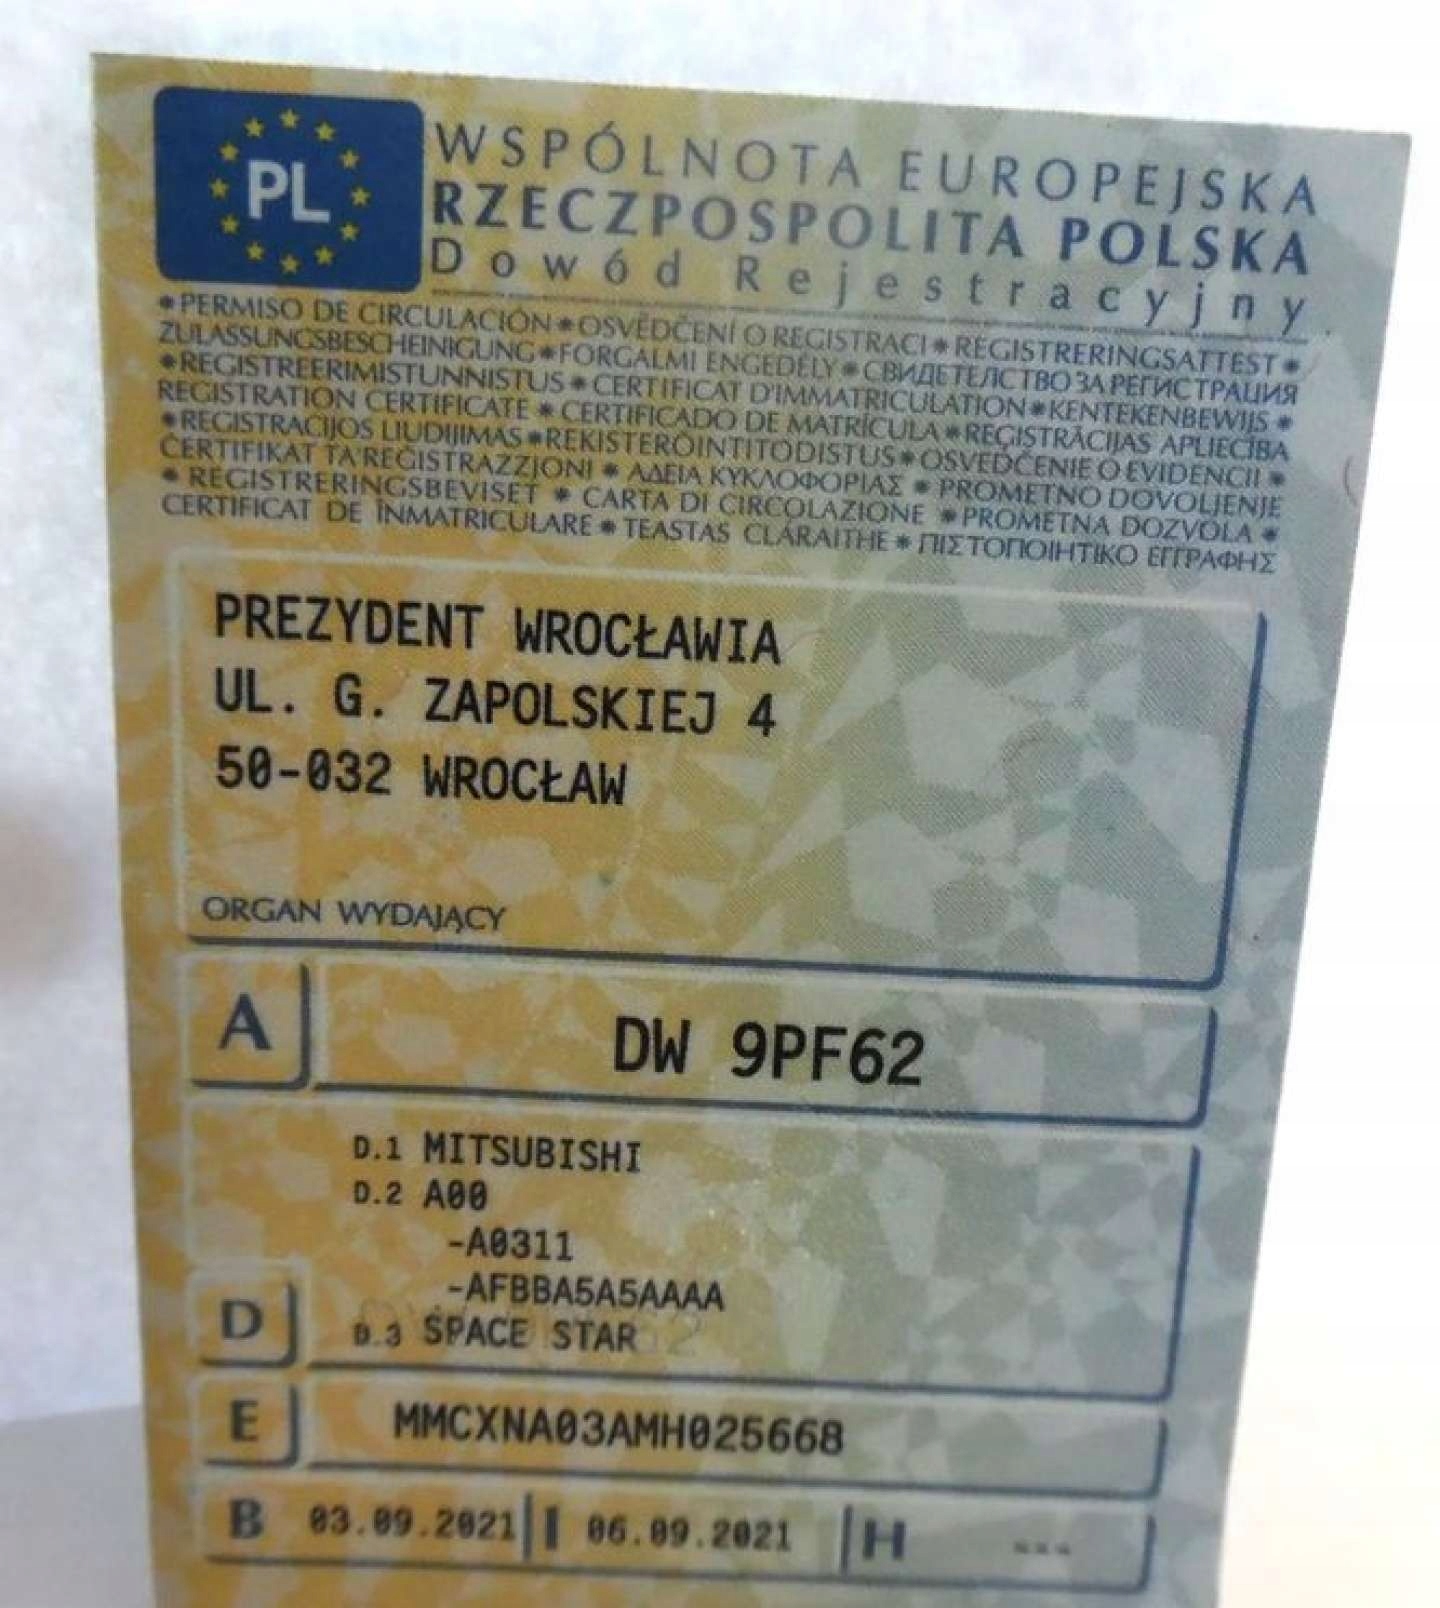 PL
WSPÓLNOTA EUROPEJSKA
RZECZPOSPOLITA POLSKA
Dowód Rejestracyjny
*PERMISO DE CIRCULACIÓN*OSVĚDČENÍ O REGISTRACI*REGISTRERINGSATTEST*
ZULASSUNGSBESCHEINIGUNG*FORGALMI ENGEDÉLY*СВИДЕТЕЛСТВО ЗА РЕГИСТРАЦИЯ
*REGISTREERIMISTUNNISTUS*CERTIFICAT D'IMMATRICULATION*KENTEKENBEWIJS*
REGISTRATION CERTIFICATE*CERTIFICADO DE MATRÍCULA*REĢISTRĀCIJAS APLIECĪBA
*REGISTRACIJOS LIUDIJIMAS*REKISTERÖINTITODISTUS*OSVEDČENIE O EVIDENCII*
ĊERTIFIKAT TA'REĠISTRAZZJONI*ΑΔΕΙΑ ΚΥΚΛΟΦΟΡΙΑΣ*PROMETNO DOVOLJENJE
*REGISTRERINGSBEVISET*CARTA DI CIRCOLAZIONE*PROMETNA DOZVOLA*
CERTIFICAT DE ÎNMATRICULARE*TEASTAS CLÁRAITHE*ΠΙΣΤΟΠΟΙΗΤΙΚΟ ΕΓΓΡΑΦΗΣ
PREZYDENT WROCŁAWIA
UL. G. ZAPOLSKIEJ 4
50-032 WROCŁAW
ORGAN WYDAJĄCY
A DW 9PF62
D.1 MITSUBISHI
D.2 A00
-A0311
-AFBBA5A5AAAA
D D.3 SPACE STAR
E MMCXNA03AMH025668
B 03.09.2021 I 06.09.2021 H ---